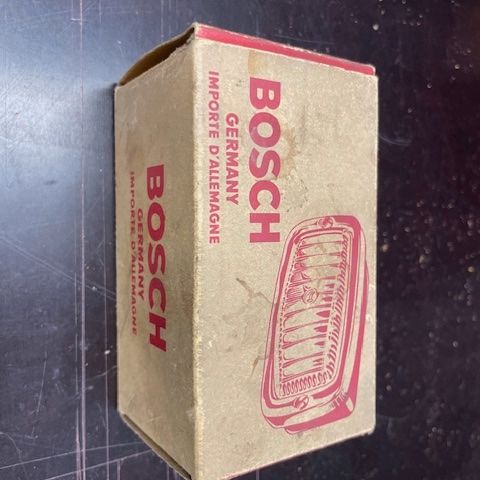 BOSCH
GERMANY
IMPORTE D'ALLEMAGNE
BOSCH
GERMANY
IMPORTE D'ALLEMAGNE